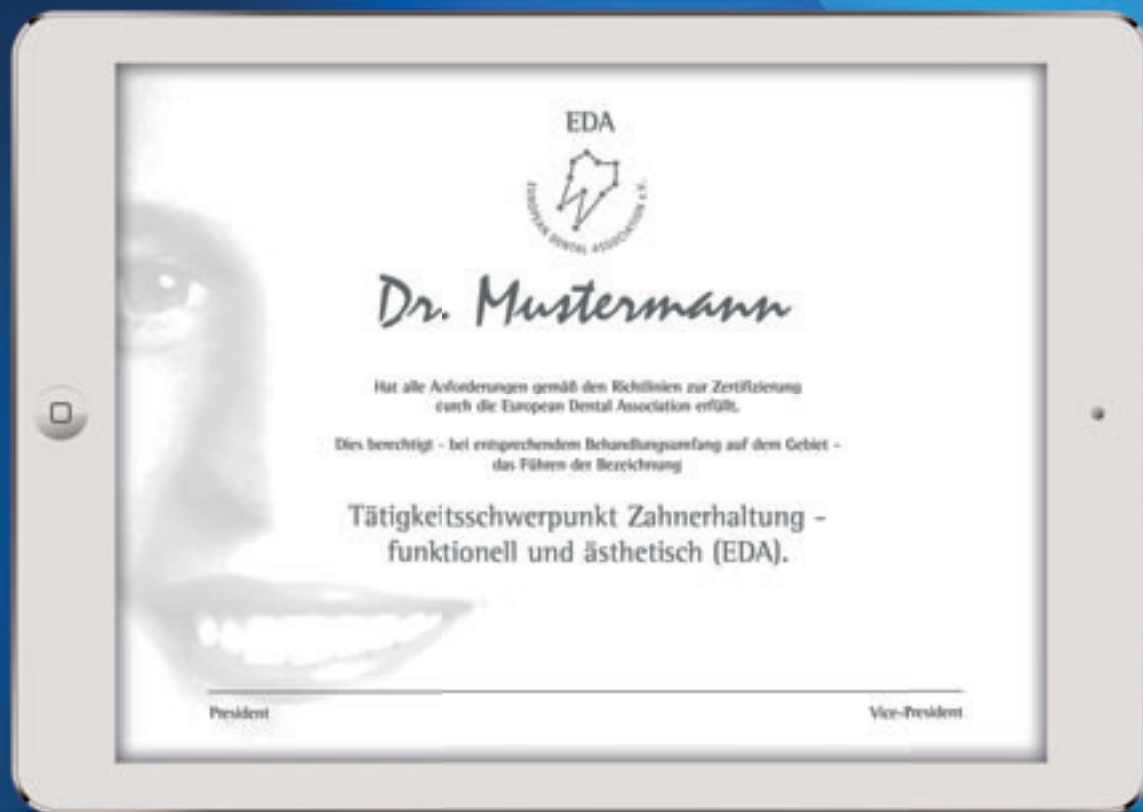 EDA
EUROPEAN DENTAL ASSOCIATION e.V.
Dr. Mustermann
Hat alle Anforderungen gemäß den Richtlinien zur Zertifizierung
durch die European Dental Association erfüllt.
Dies berechtigt - bei entsprechendem Behandlungsumfang auf dem Gebiet -
das Führen der Bezeichnung
Tätigkeitsschwerpunkt Zahnerhaltung -
funktionell und ästhetisch (EDA).
President
Vice-President